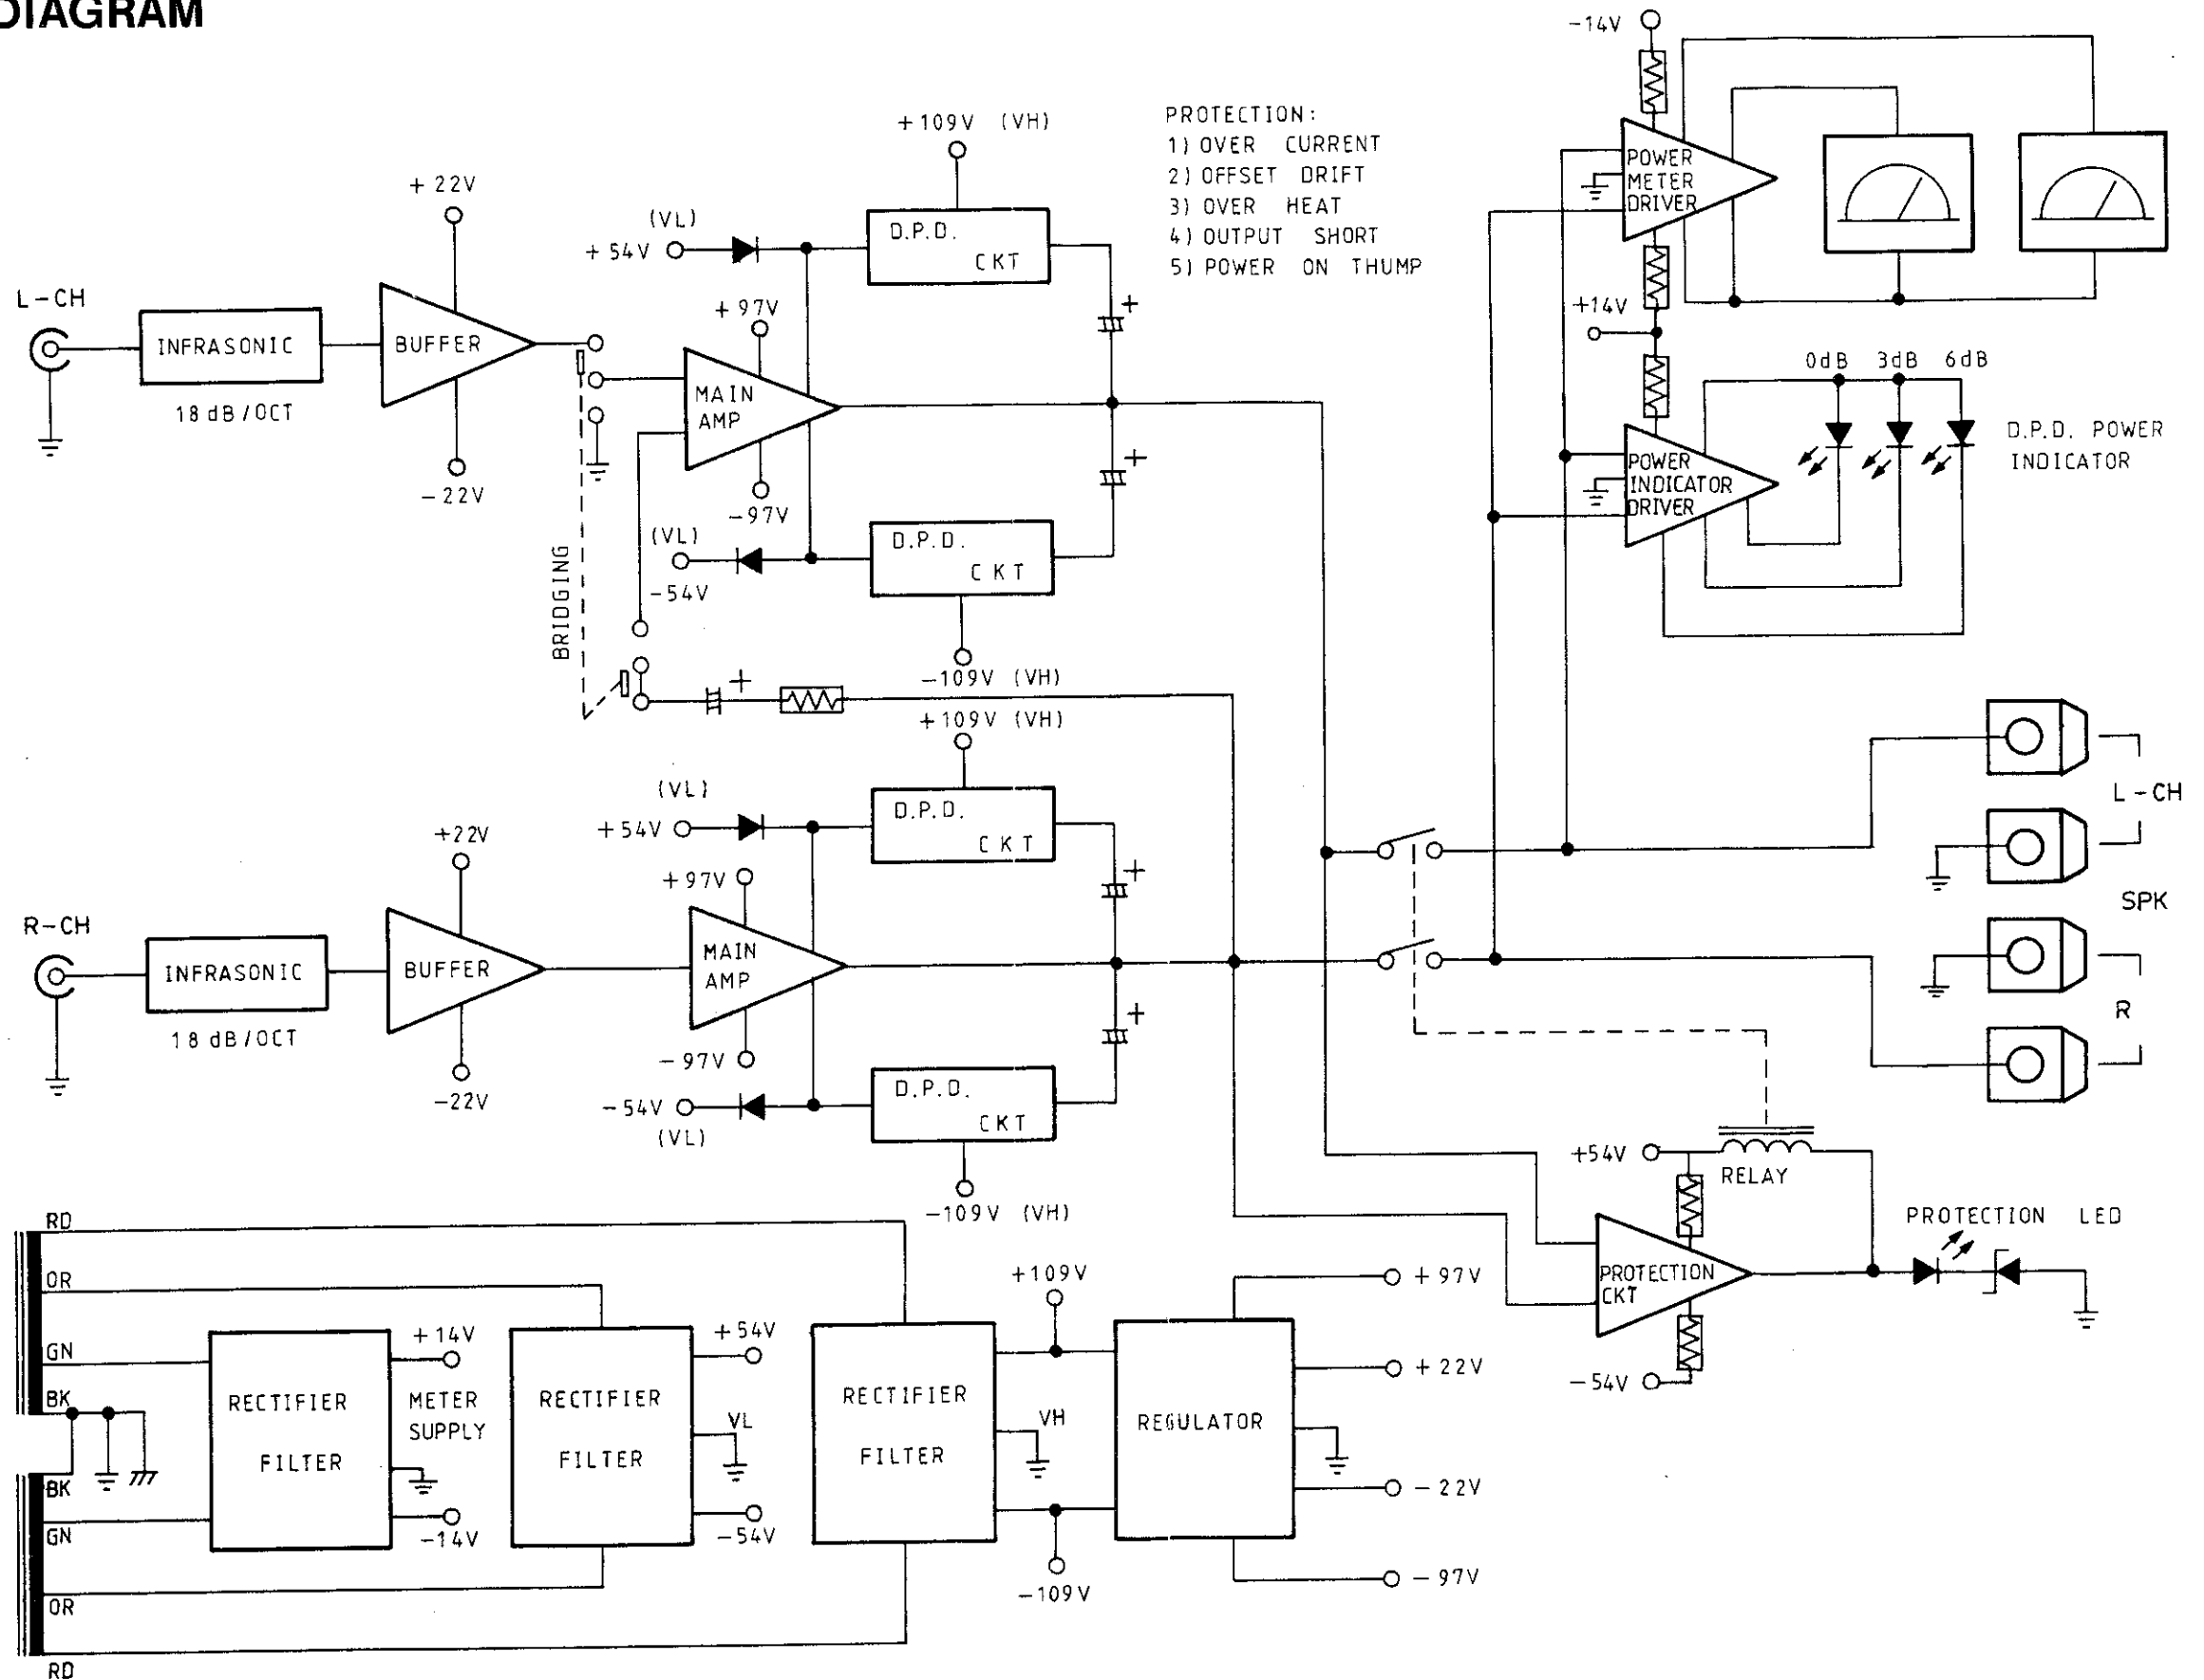 DIAGRAM
L-CH
INFRASONIC
18 dB/OCT
+22V
BUFFER
-22V
BRIDGING
(VL)
+54V
+97V
MAIN
AMP
-97V
(VL)
-54V
+109V (VH)
D.P.D.
CKT
+
+
D.P.D.
CKT
-109V (VH)
+
PROTECTION:
1) OVER CURRENT
2) OFFSET DRIFT
3) OVER HEAT
4) OUTPUT SHORT
5) POWER ON THUMP
-14V
POWER
METER
DRIVER
+14V
0dB 3dB 6dB
POWER
INDICATOR
DRIVER
D.P.D. POWER
INDICATOR
R-CH
INFRASONIC
18 dB/OCT
+22V
BUFFER
-22V
(VL)
+54V
+97V
MAIN
AMP
-97V
-54V
(VL)
+109V (VH)
D.P.D.
CKT
+
+
D.P.D.
CKT
-109V (VH)
L-CH
SPK
R
+54V
RELAY
PROTECTION
CKT
-54V
PROTECTION LED
RD
OR
GN
BK
BK
GN
OR
RD
RECTIFIER
FILTER
+14V
METER
SUPPLY
-14V
RECTIFIER
FILTER
+54V
VL
-54V
RECTIFIER
FILTER
+109V
VH
-109V
REGULATOR
+97V
+22V
-22V
-97V